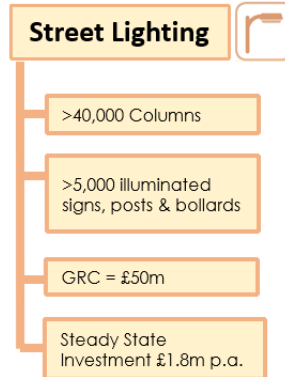 Street Lighting
>40,000 Columns
>5,000 illuminated
signs, posts & bollards
GRC = £50m
Steady State
Investment £1.8m p.a.